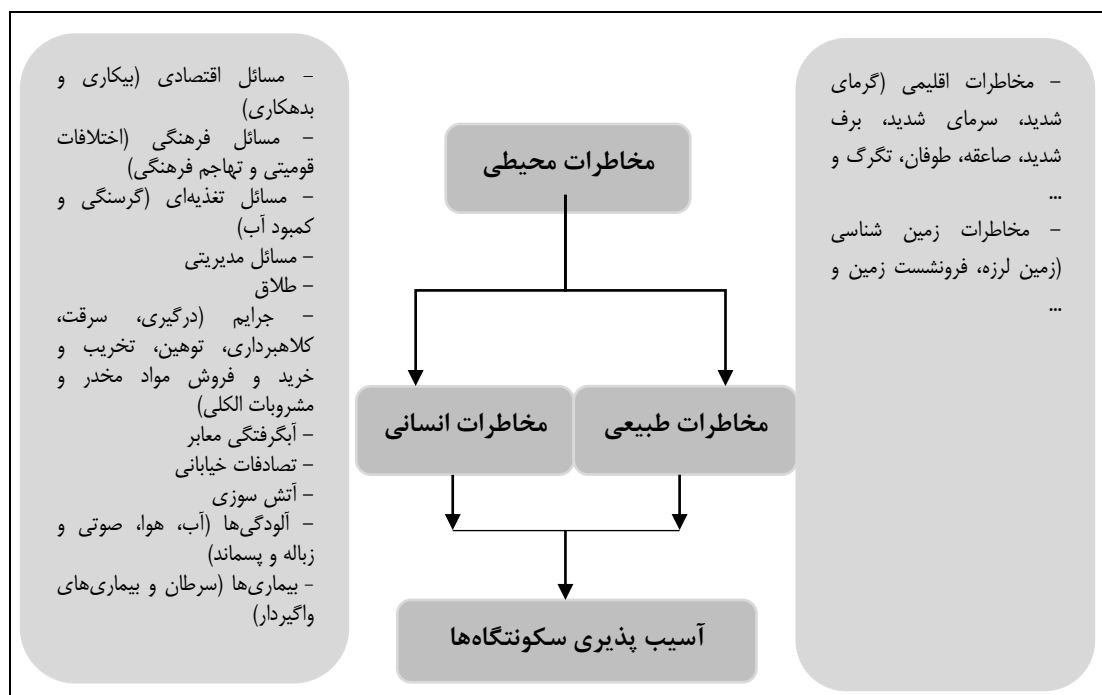 مخاطرات محیطی
– مخاطرات اقلیمی (گرمای
شدید، سرمای شدید، برف
شدید، صاعقه، طوفان، تگرگ و
...
– مخاطرات زمین شناسی
(زمین لرزه، فرونشست زمین و
...
– مسائل اقتصادی (بیکاری و
بدهکاری)
– مسائل فرهنگی (اختلافات
قومیتی و تهاجم فرهنگی)
– مسائل تغذیه‌ای (گرسنگی و
کمبود آب)
– مسائل مدیریتی
– طلاق
– جرایم (درگیری، سرقت،
کلاهبرداری، توهین، تخریب و
خرید و فروش مواد مخدر و
مشروبات الکلی)
– آبگرفتگی معابر
– تصادفات خیابانی
– آتش سوزی
– آلودگی‌ها (آب، هوا، صوتی و
زباله و پسماند)
– بیماری‌ها (سرطان و بیماری‌های
واگیردار)
مخاطرات طبیعی
مخاطرات انسانی
آسیب پذیری سکونتگاه‌ها